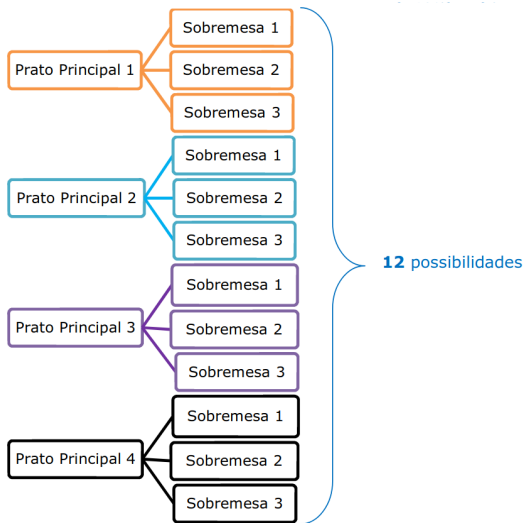 Sobremesa 1
Prato Principal 1
Sobremesa 2
Sobremesa 3
Sobremesa 1
Prato Principal 2
Sobremesa 2
Sobremesa 3
12 possibilidades
Sobremesa 1
Prato Principal 3
Sobremesa 2
Sobremesa 3
Sobremesa 1
Prato Principal 4
Sobremesa 2
Sobremesa 3